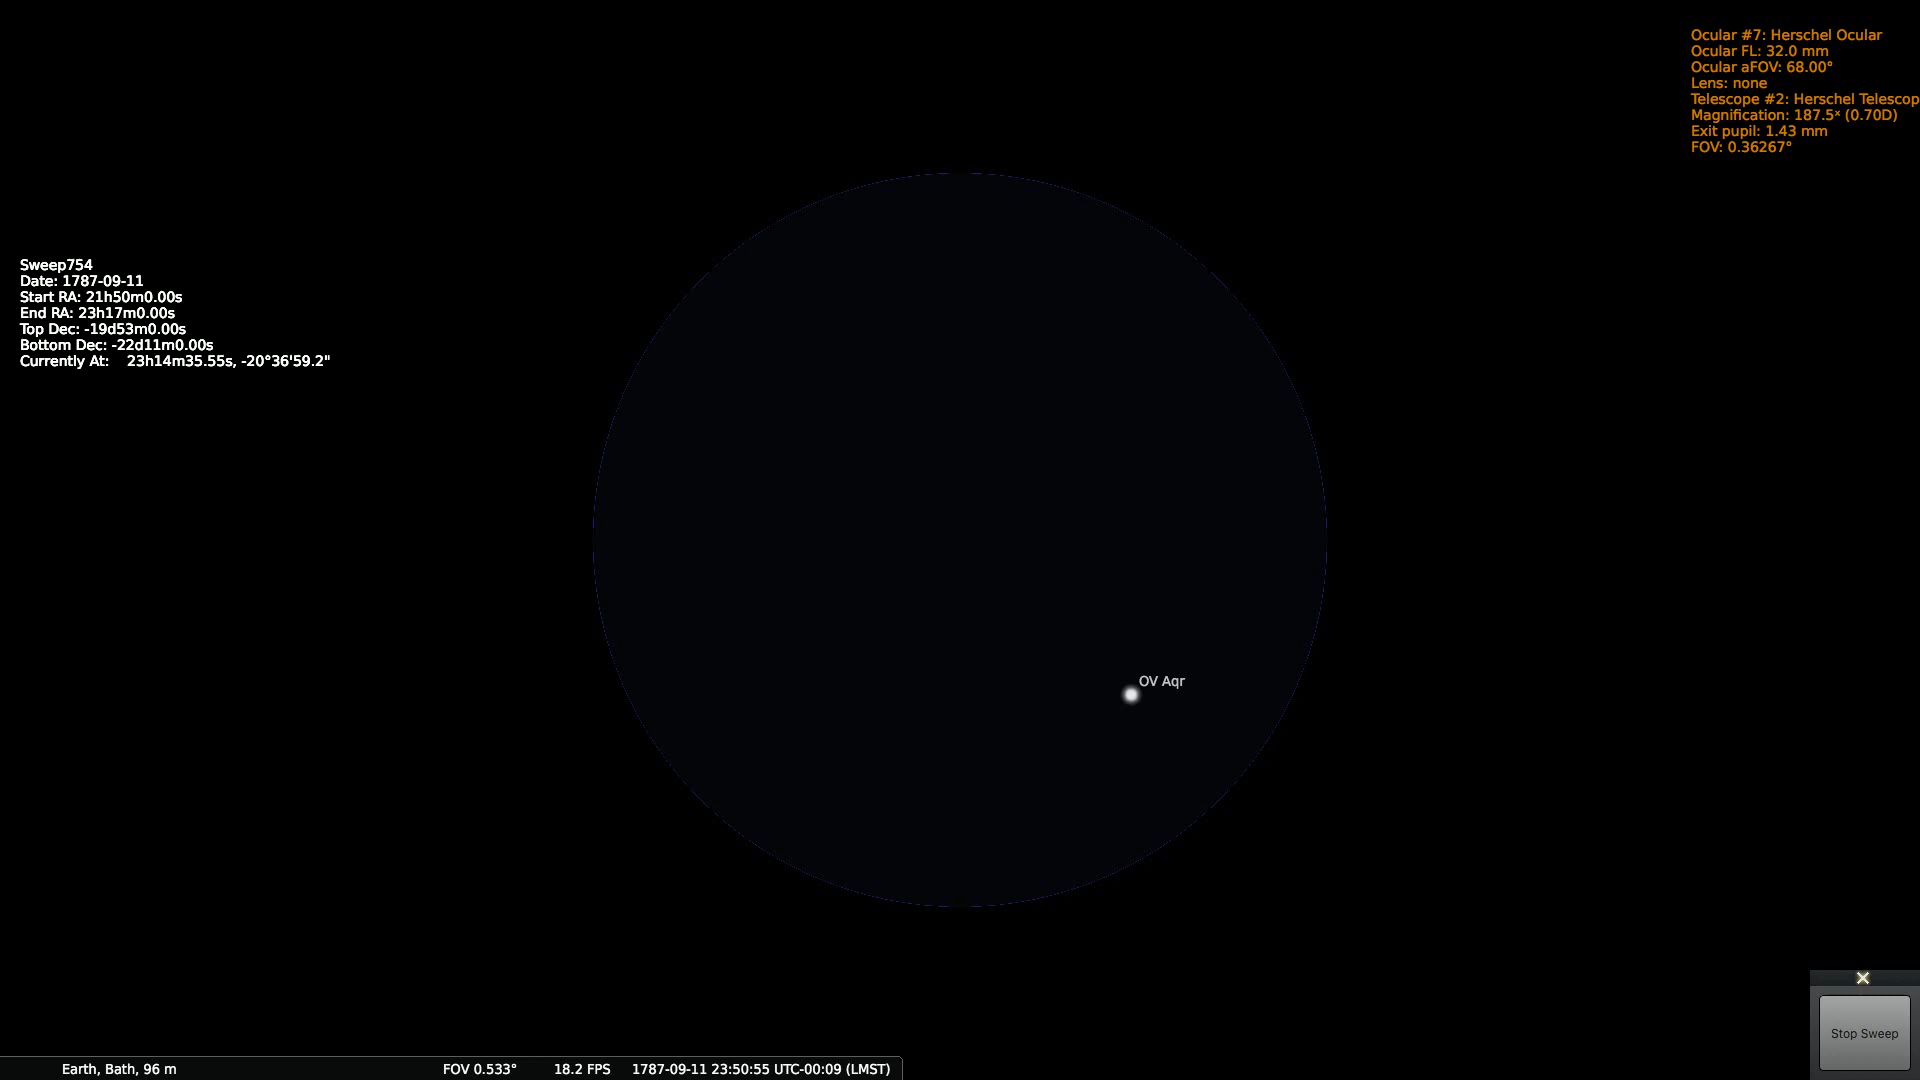 Ocular #7: Herschel Ocular
Ocular FL: 32.0 mm
Ocular aFOV: 68.00°
Lens: none
Telescope #2: Herschel Telescop
Magnification: 187.5ˣ (0.70D)
Exit pupil: 1.43 mm
FOV: 0.36267°
Sweep754
Date: 1787-09-11
Start RA: 21h50m0.00s
End RA: 23h17m0.00s
Top Dec: -19d53m0.00s
Bottom Dec: -22d11m0.00s
Currently At: 23h14m35.55s, -20°36'59.2"
OV Aqr
Stop Sweep
Earth, Bath, 96 m FOV 0.533° 18.2 FPS 1787-09-11 23:50:55 UTC-00:09 (LMST)